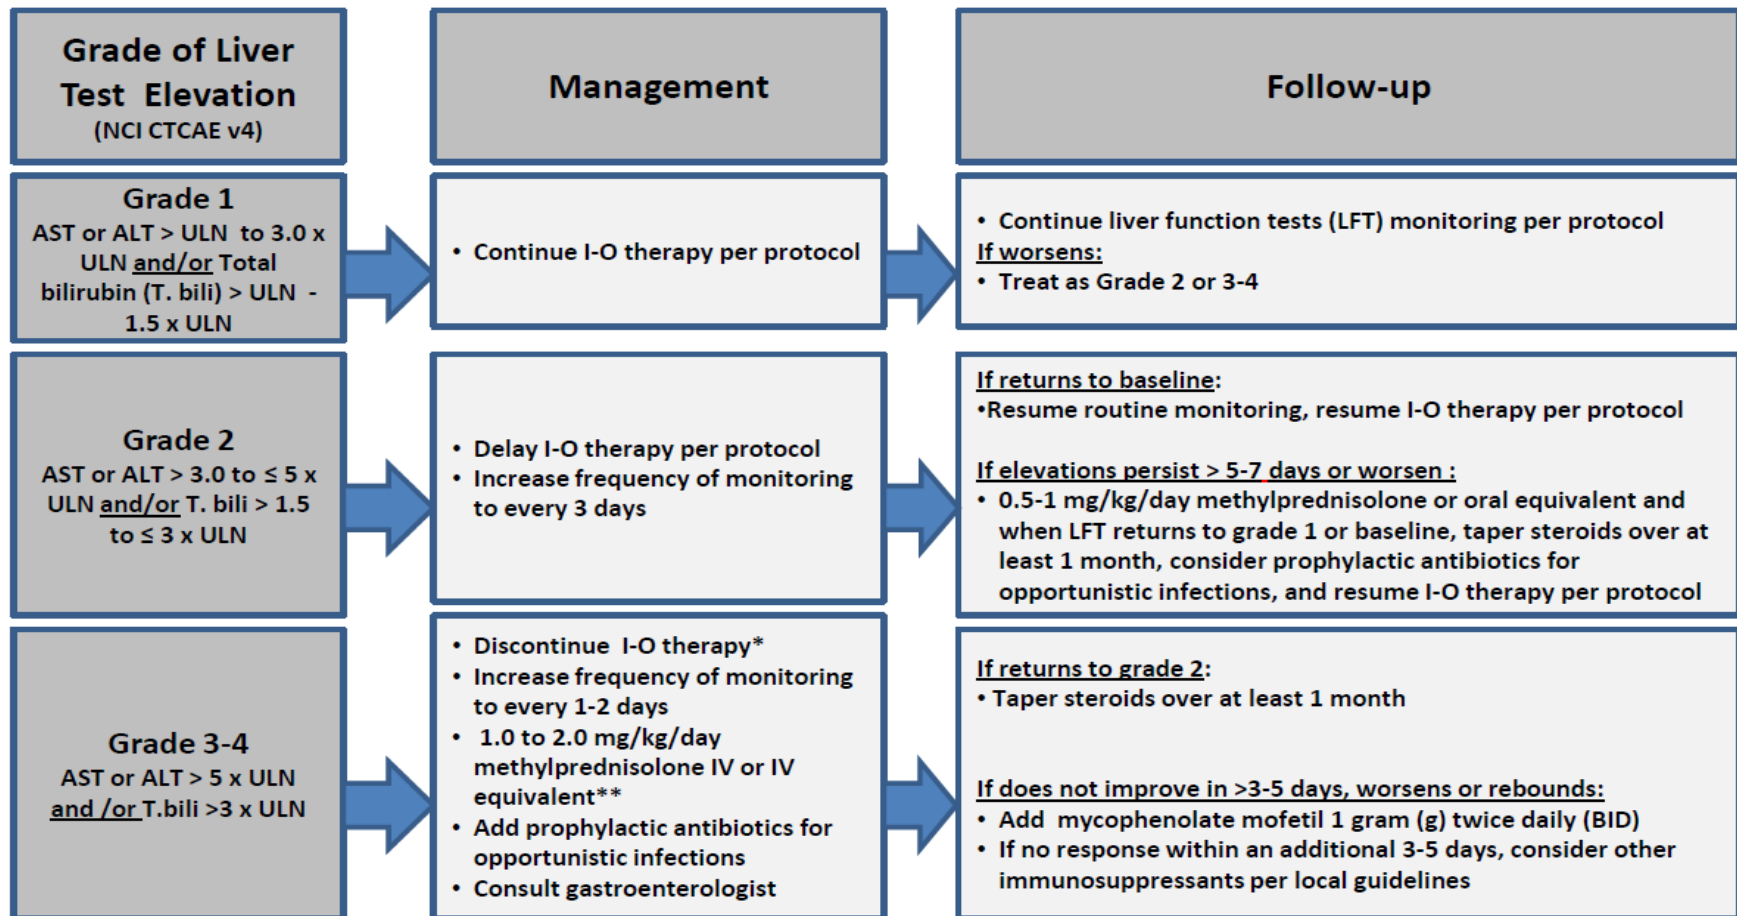 Grade of Liver
Test Elevation
(NCI CTCAE v4)
Management
Follow-up
Grade 1
AST or ALT > ULN to 3.0 x
ULN and/or Total
bilirubin (T. bili) > ULN -
1.5 x ULN
• Continue I-O therapy per protocol
• Continue liver function tests (LFT) monitoring per protocol
If worsens:
• Treat as Grade 2 or 3-4
Grade 2
AST or ALT > 3.0 to ≤ 5 x
ULN and/or T. bili > 1.5
to ≤ 3 x ULN
• Delay I-O therapy per protocol
• Increase frequency of monitoring
to every 3 days
If returns to baseline:
•Resume routine monitoring, resume I-O therapy per protocol
If elevations persist > 5-7 days or worsen :
• 0.5-1 mg/kg/day methylprednisolone or oral equivalent and
when LFT returns to grade 1 or baseline, taper steroids over at
least 1 month, consider prophylactic antibiotics for
opportunistic infections, and resume I-O therapy per protocol
Grade 3-4
AST or ALT > 5 x ULN
and /or T.bili >3 x ULN
• Discontinue I-O therapy*
• Increase frequency of monitoring
to every 1-2 days
• 1.0 to 2.0 mg/kg/day
methylprednisolone IV or IV
equivalent**
• Add prophylactic antibiotics for
opportunistic infections
• Consult gastroenterologist
If returns to grade 2:
• Taper steroids over at least 1 month
If does not improve in >3-5 days, worsens or rebounds:
• Add mycophenolate mofetil 1 gram (g) twice daily (BID)
• If no response within an additional 3-5 days, consider other
immunosuppressants per local guidelines